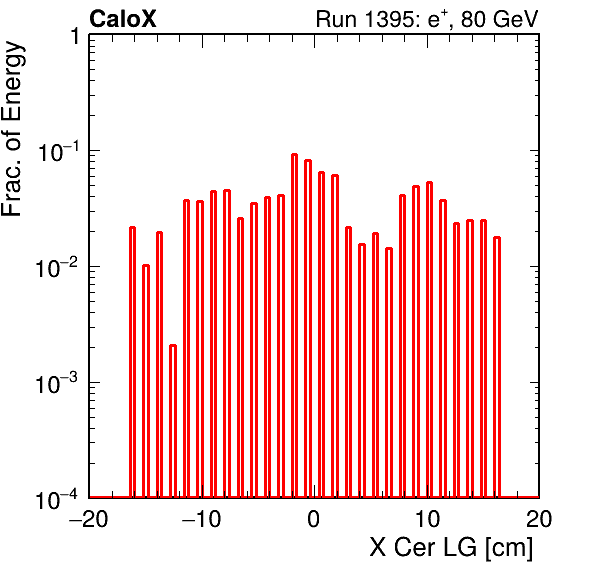 CaloX Run 1395: e⁺, 80 GeV
Frac. of Energy
1
10⁻¹
10⁻²
10⁻³
10⁻⁴
−20 −10 0 10 20
X Cer LG [cm]